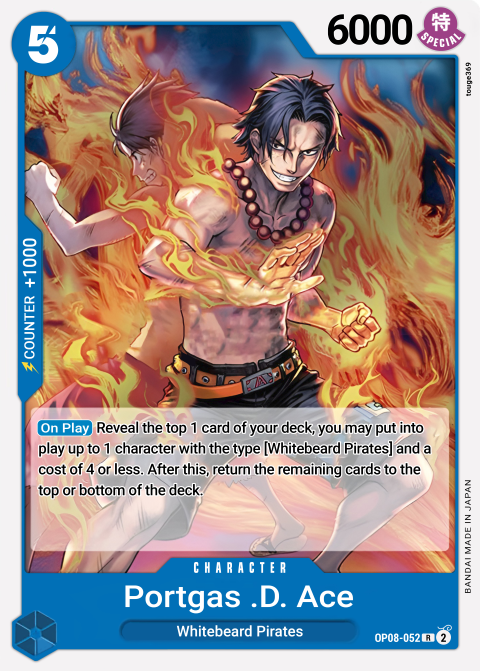 5
6000
特
SPECIAL
touge369
COUNTER +1000
On Play Reveal the top 1 card of your deck, you may put into
play up to 1 character with the type [Whitebeard Pirates] and a
cost of 4 or less. After this, return the remaining cards to the
top or bottom of the deck.
BANDAI MADE IN JAPAN
CHARACTER
Portgas .D. Ace
Whitebeard Pirates
OP08-052 R 2